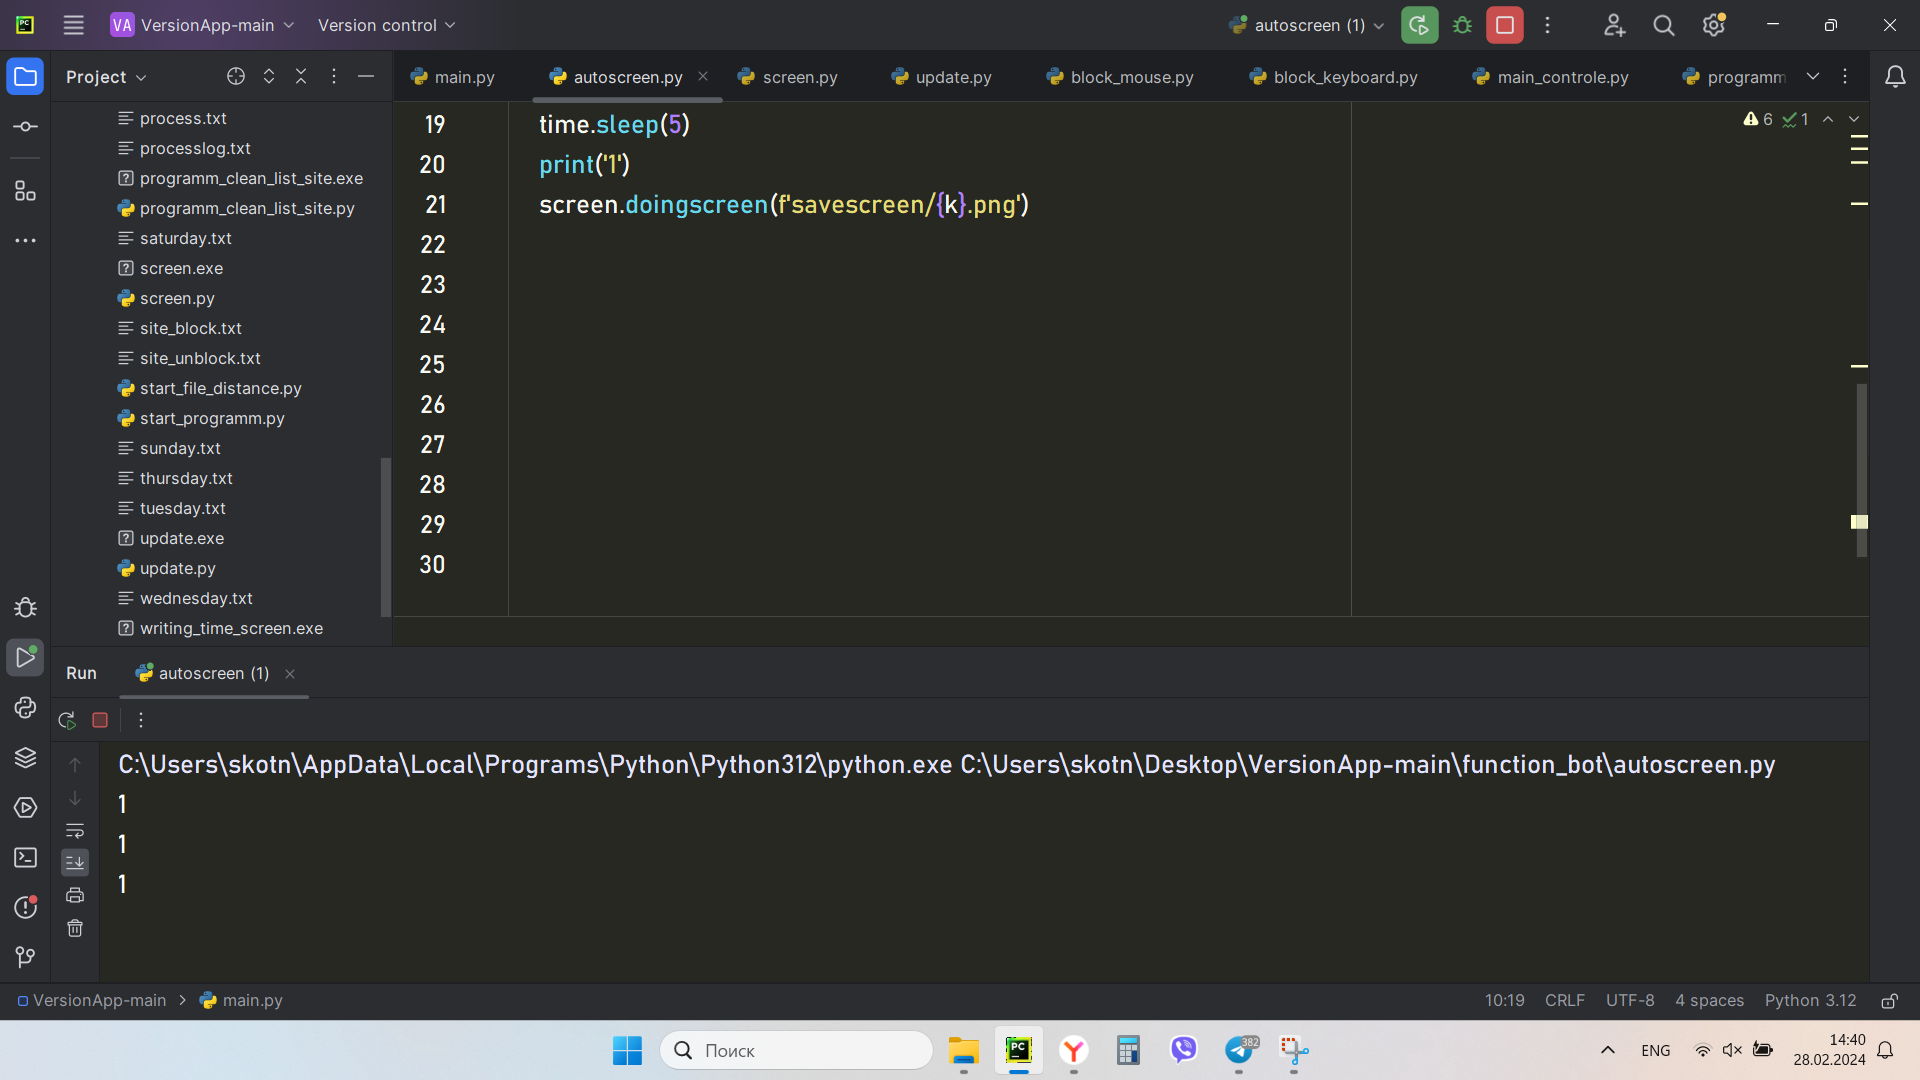 PC
VA VersionApp-main Version control autoscreen (1)
Project
main.py autoscreen.py screen.py update.py block_mouse.py block_keyboard.py main_controle.py programm
process.txt
processlog.txt
programm_clean_list_site.exe
programm_clean_list_site.py
saturday.txt
screen.exe
screen.py
site_block.txt
site_unblock.txt
start_file_distance.py
start_programm.py
sunday.txt
thursday.txt
tuesday.txt
update.exe
update.py
wednesday.txt
writing_time_screen.exe
6 1
19 time.sleep(5)
20 print('1')
21 screen.doingscreen(f'savescreen/{k}.png')
22
23
24
25
26
27
28
29
30
Run autoscreen (1)
C:\Users\skotn\AppData\Local\Programs\Python\Python312\python.exe C:\Users\skotn\Desktop\VersionApp-main\function_bot\autoscreen.py
1
1
1
VersionApp-main > main.py 10:19 CRLF UTF-8 4 spaces Python 3.12
Поиск PC 382 ENG 14:40
28.02.2024